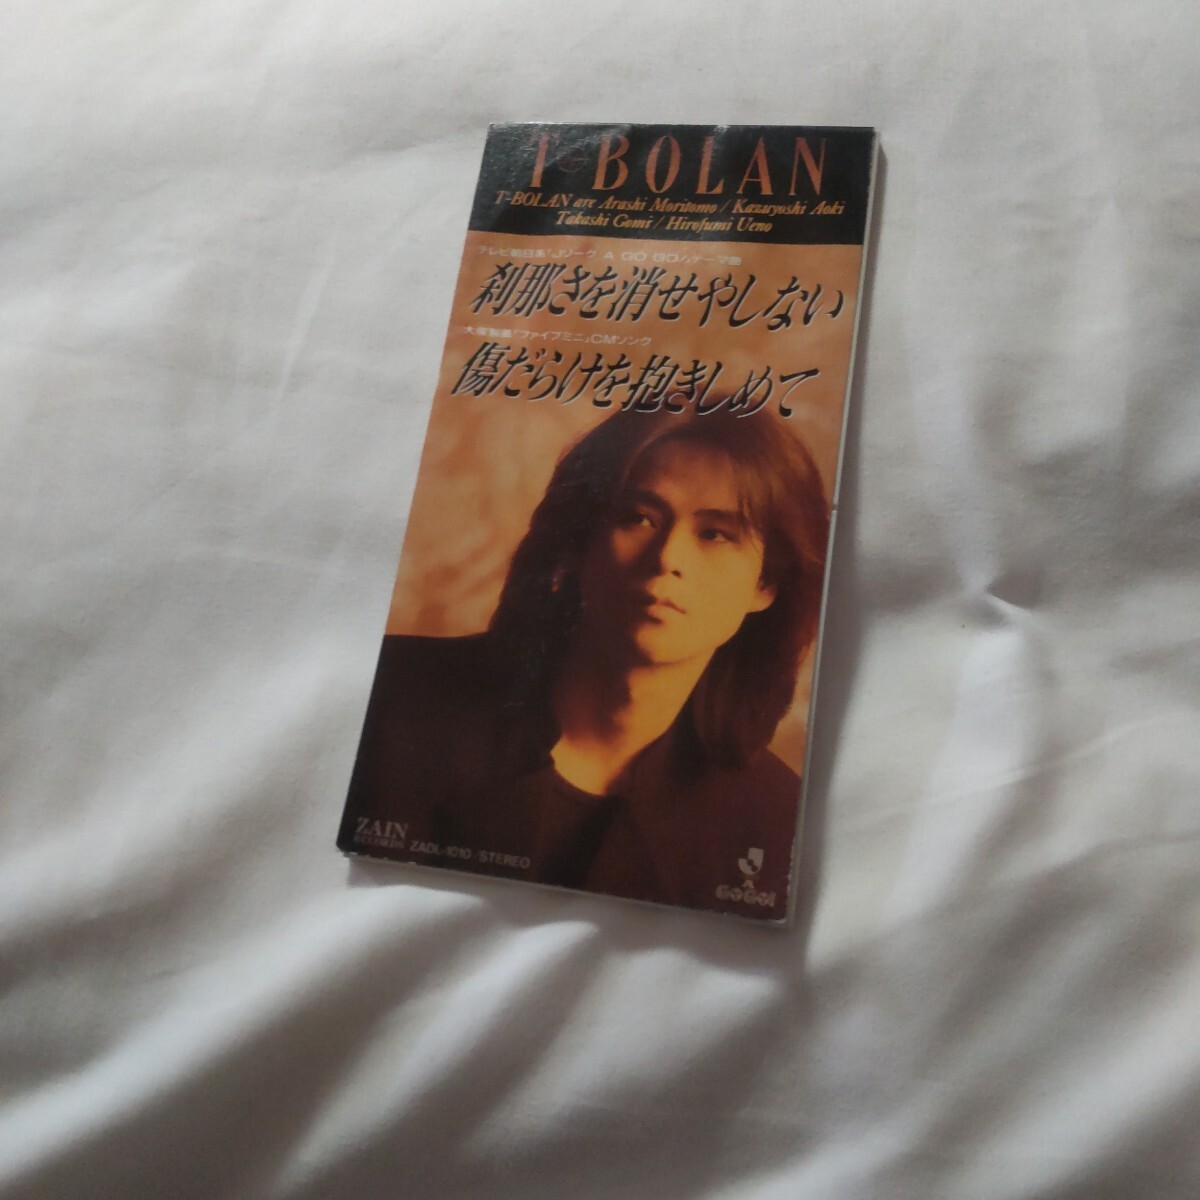 T-BOLAN
T-BOLAN are Arashi Moritomo / Kazuyoshi Aoki
Takashi Gomi / Hirofumi Ueno
テレビ朝日系「Jリーグ A GO GO!」テーマ曲
刹那さを消せやしない
大塚製薬「ファイブミニ」CMソング
傷だらけを抱きしめて
ZAIN
RECORDS ZADL-1010 / STEREO
J
A
GOGO!